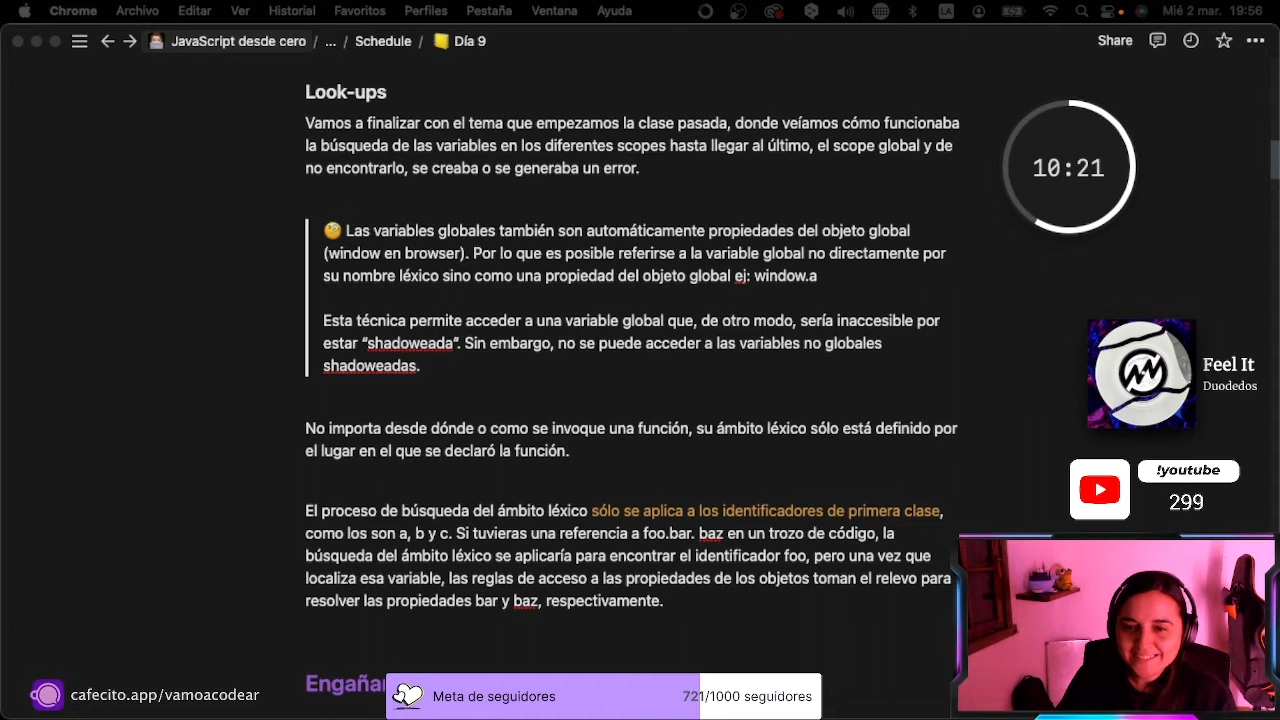 Chrome Archivo Editar Ver Historial Favoritos Perfiles Pestaña Ventana Ayuda LA Mié 2 mar. 19:56
JavaScript desde cero / ... / Schedule / Día 9 Share
Look-ups
Vamos a finalizar con el tema que empezamos la clase pasada, donde veíamos cómo funcionaba
la búsqueda de las variables en los diferentes scopes hasta llegar al último, el scope global y de
no encontrarlo, se creaba o se generaba un error.
10:21
🧐 Las variables globales también son automáticamente propiedades del objeto global
(window en browser). Por lo que es posible referirse a la variable global no directamente por
su nombre léxico sino como una propiedad del objeto global ej: window.a
Esta técnica permite acceder a una variable global que, de otro modo, sería inaccesible por
estar “shadoweada”. Sin embargo, no se puede acceder a las variables no globales
shadoweadas.
Feel It
Duodedos
No importa desde dónde o como se invoque una función, su ámbito léxico sólo está definido por
el lugar en el que se declaró la función.
!youtube
299
El proceso de búsqueda del ámbito léxico sólo se aplica a los identificadores de primera clase,
como los son a, b y c. Si tuvieras una referencia a foo.bar. baz en un trozo de código, la
búsqueda del ámbito léxico se aplicaría para encontrar el identificador foo, pero una vez que
localiza esa variable, las reglas de acceso a las propiedades de los objetos toman el relevo para
resolver las propiedades bar y baz, respectivamente.
Engañar
cafecito.app/vamoacodear
Meta de seguidores 721/1000 seguidores